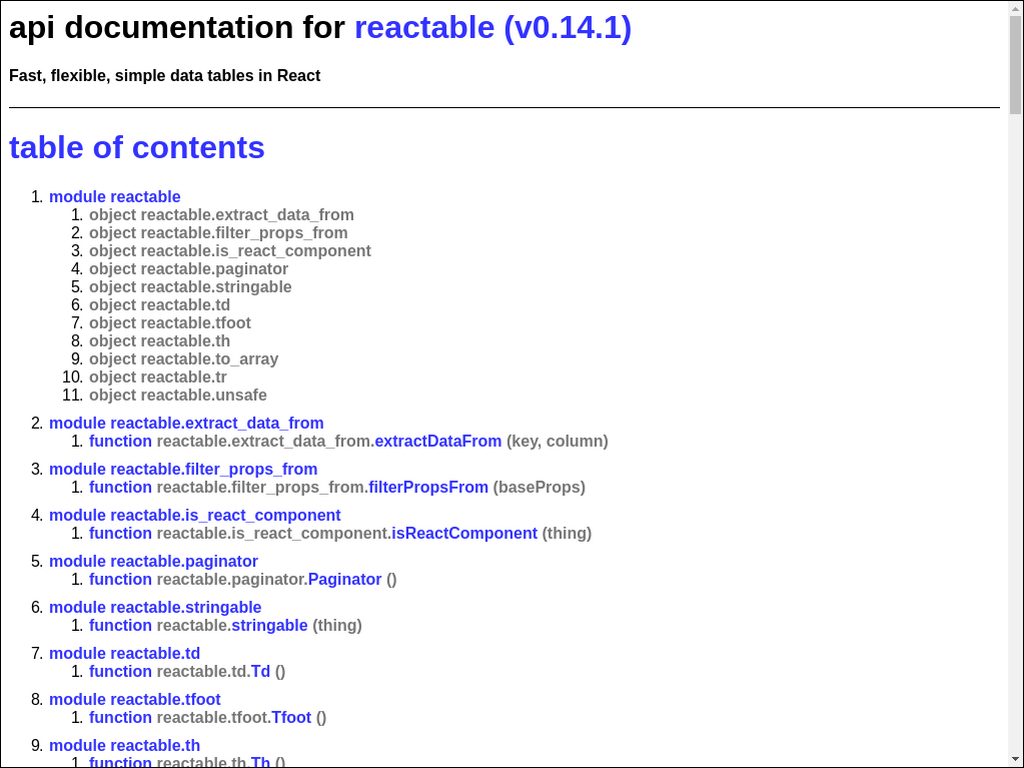 api documentation for reactable (v0.14.1)
Fast, flexible, simple data tables in React
table of contents
1. module reactable
1. object reactable.extract_data_from
2. object reactable.filter_props_from
3. object reactable.is_react_component
4. object reactable.paginator
5. object reactable.stringable
6. object reactable.td
7. object reactable.tfoot
8. object reactable.th
9. object reactable.to_array
10. object reactable.tr
11. object reactable.unsafe
2. module reactable.extract_data_from
1. function reactable.extract_data_from.extractDataFrom (key, column)
3. module reactable.filter_props_from
1. function reactable.filter_props_from.filterPropsFrom (baseProps)
4. module reactable.is_react_component
1. function reactable.is_react_component.isReactComponent (thing)
5. module reactable.paginator
1. function reactable.paginator.Paginator ()
6. module reactable.stringable
1. function reactable.stringable (thing)
7. module reactable.td
1. function reactable.td.Td ()
8. module reactable.tfoot
1. function reactable.tfoot.Tfoot ()
9. module reactable.th
1. function reactable.th.Th ()